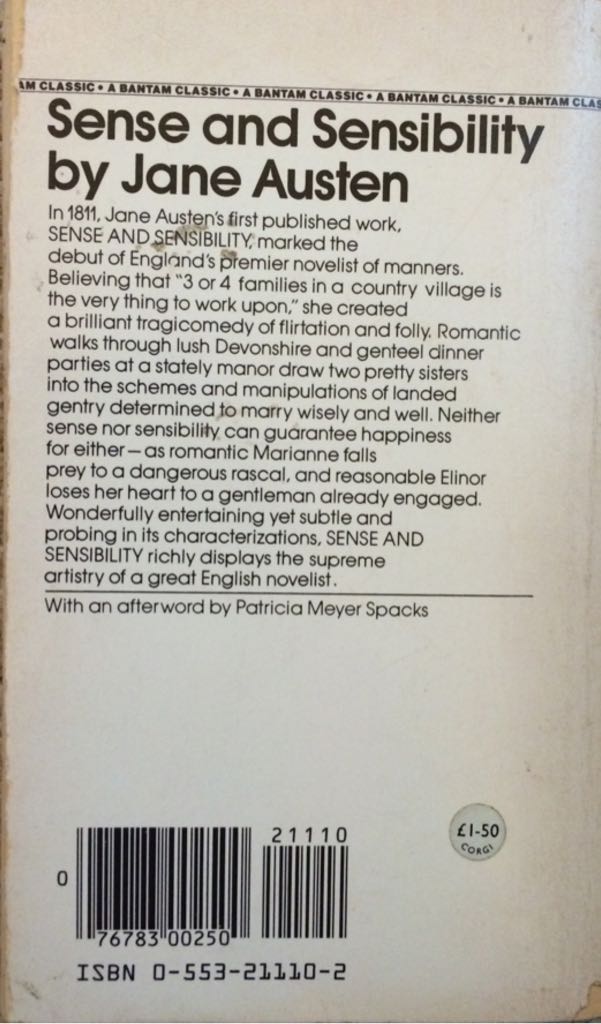 AM CLASSIC • A BANTAM CLASSIC • A BANTAM CLASSIC • A BANTAM CLASSIC • A BANTAM CLAS
Sense and Sensibility
by Jane Austen
In 1811, Jane Austen's first published work,
SENSE AND SENSIBILITY, marked the
debut of England's premier novelist of manners.
Believing that "3 or 4 families in a country village is
the very thing to work upon," she created
a brilliant tragicomedy of flirtation and folly. Romantic
walks through lush Devonshire and genteel dinner
parties at a stately manor draw two pretty sisters
into the schemes and manipulations of landed
gentry determined to marry wisely and well. Neither
sense nor sensibility can guarantee happiness
for either—as romantic Marianne falls
prey to a dangerous rascal, and reasonable Elinor
loses her heart to a gentleman already engaged.
Wonderfully entertaining yet subtle and
probing in its characterizations, SENSE AND
SENSIBILITY richly displays the supreme
artistry of a great English novelist.
With an afterword by Patricia Meyer Spacks
£1-50
CORGI
21110
0
76783 00250
ISBN 0-553-21110-2